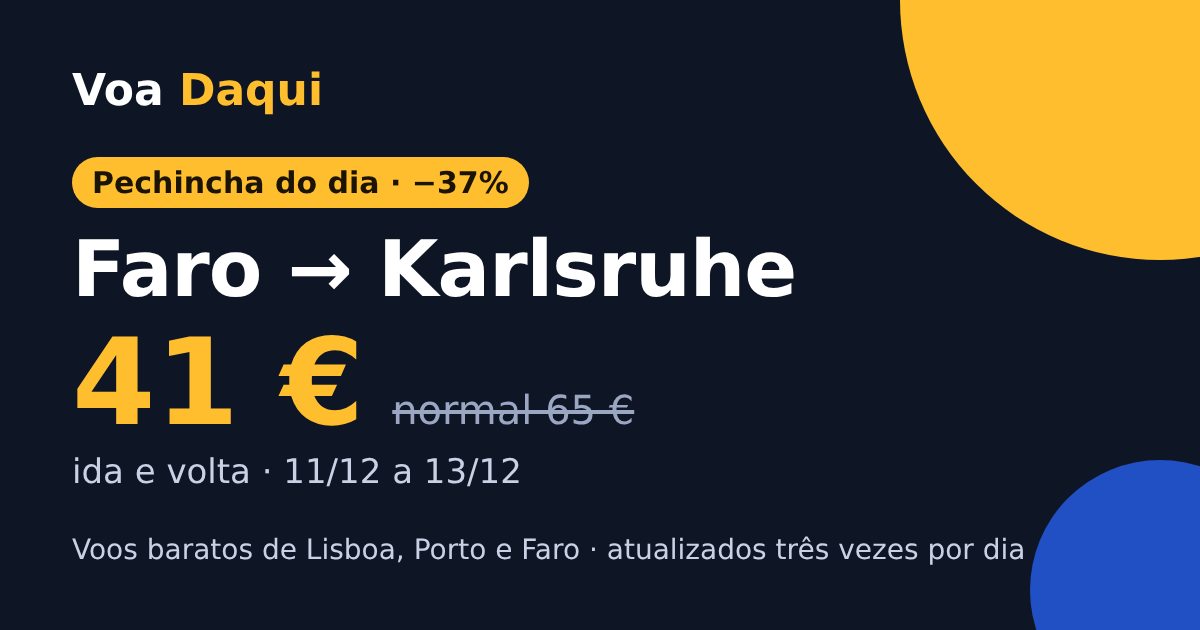 Voa Daqui
Pechincha do dia · −37%
Faro → Karlsruhe
41 € normal 65 €
ida e volta · 11/12 a 13/12
Voos baratos de Lisboa, Porto e Faro · atualizados três vezes por dia